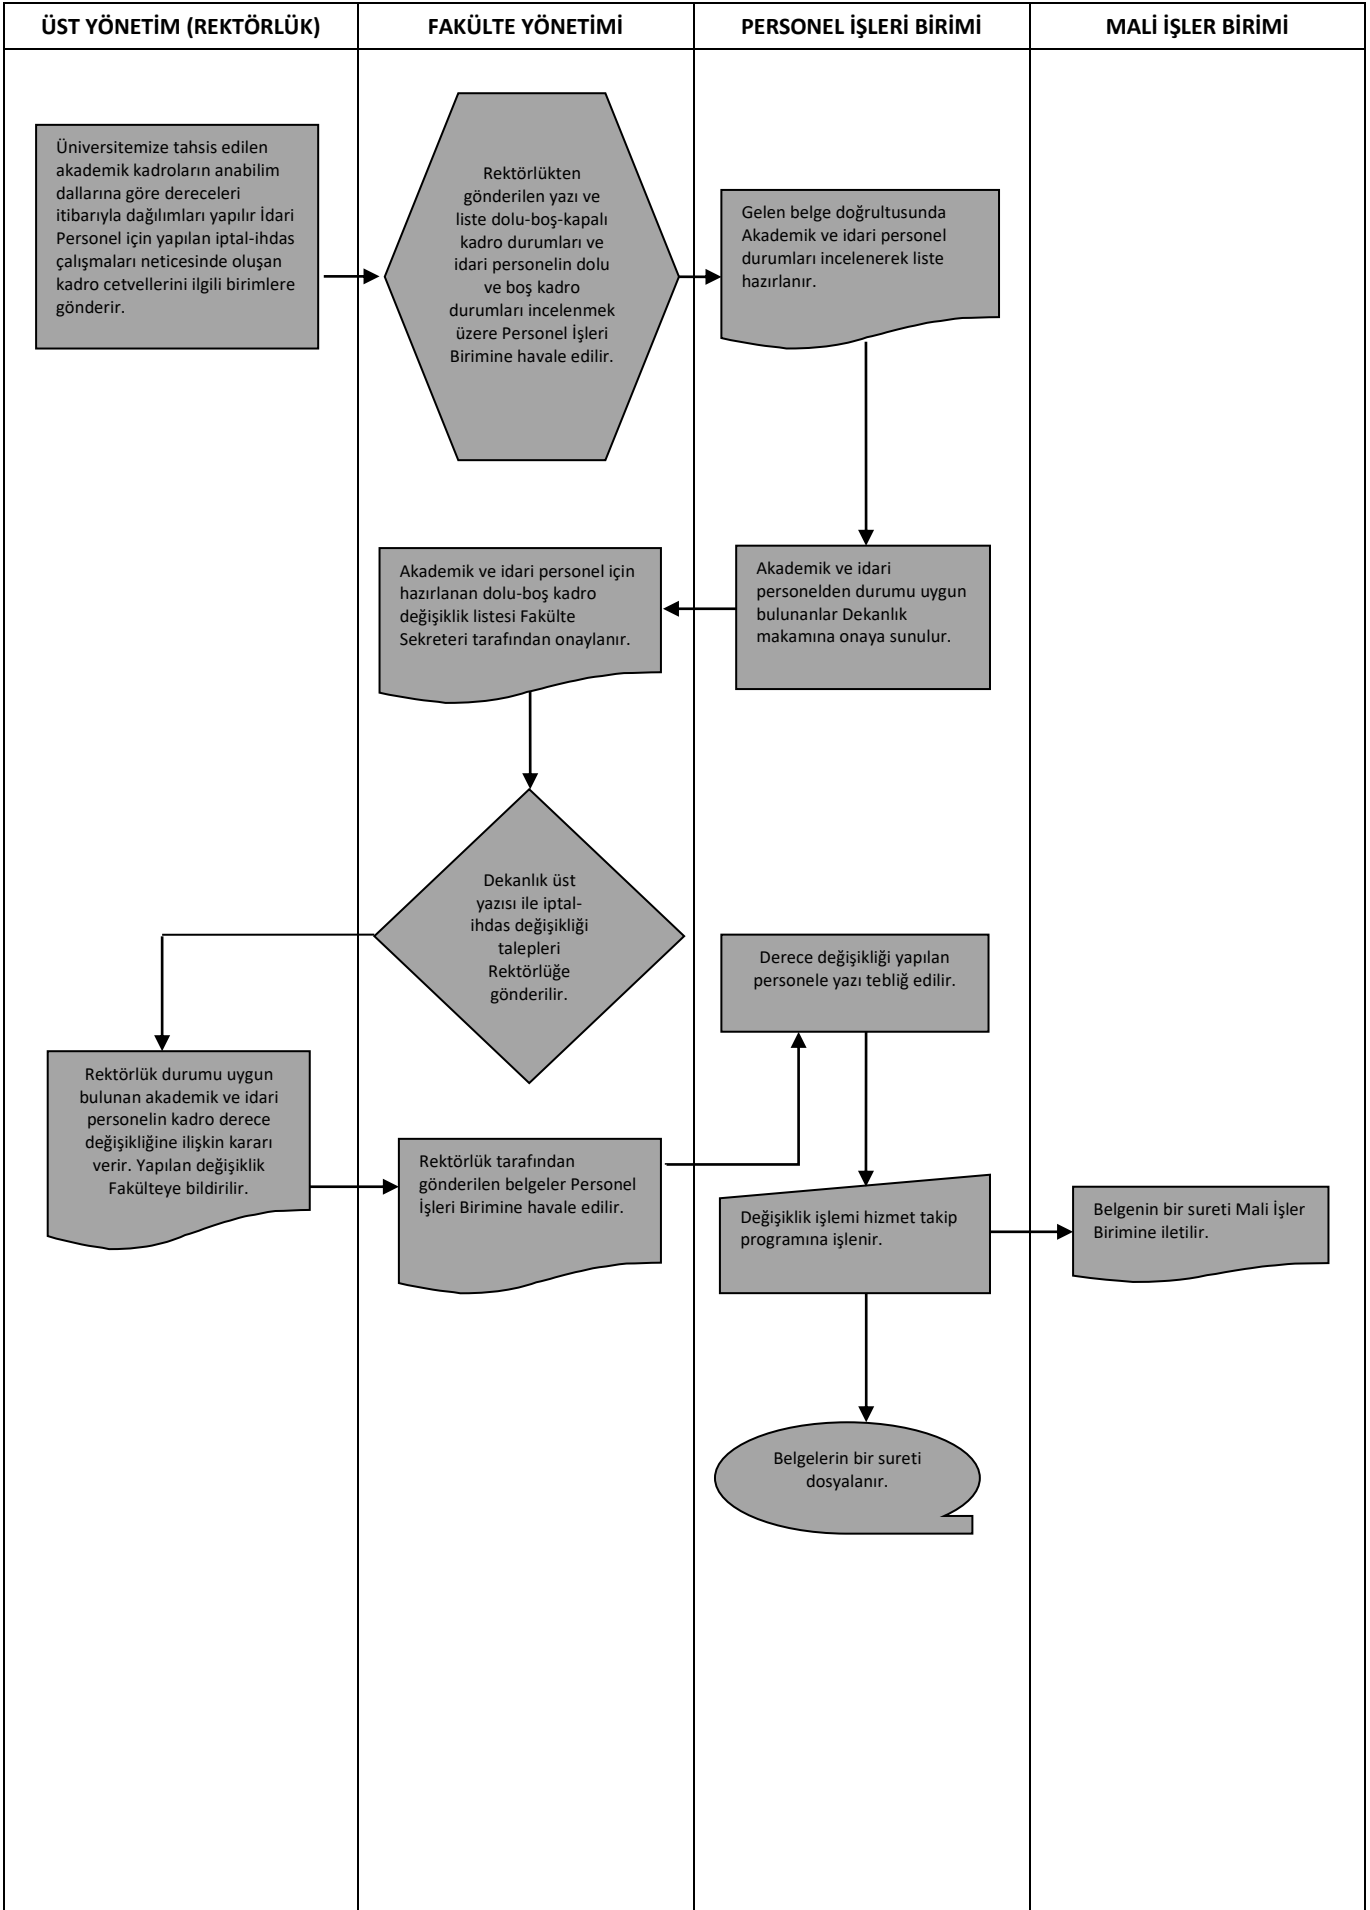 ÜST YÖNETİM (REKTÖRLÜK)
FAKÜLTE YÖNETİMİ
PERSONEL İŞLERİ BİRİMİ
MALİ İŞLER BİRİMİ
Üniversitemize tahsis edilen
akademik kadroların anabilim
dallarına göre dereceleri
itibarıyla dağılımları yapılır İdari
Personel için yapılan iptal-ihdas
çalışmaları neticesinde oluşan
kadro cetvellerini ilgili birimlere
gönderir.
Rektörlükten
gönderilen yazı ve
liste dolu-boş-kapalı
kadro durumları ve
idari personelin dolu
ve boş kadro
durumları incelenmek
üzere Personel İşleri
Birimine havale edilir.
Gelen belge doğrultusunda
Akademik ve idari personel
durumları incelenerek liste
hazırlanır.
Akademik ve idari
personelden durumu uygun
bulunanlar Dekanlık
makamına onaya sunulur.
Akademik ve idari personel için
hazırlanan dolu-boş kadro
değişiklik listesi Fakülte
Sekreteri tarafından onaylanır.
Dekanlık üst
yazısı ile iptal-
ihdas değişikliği
talepleri
Rektörlüğe
gönderilir.
Rektörlük durumu uygun
bulunan akademik ve idari
personelin kadro derece
değişikliğine ilişkin kararı
verir. Yapılan değişiklik
Fakülteye bildirilir.
Rektörlük tarafından
gönderilen belgeler Personel
İşleri Birimine havale edilir.
Derece değişikliği yapılan
personele yazı tebliğ edilir.
Değişiklik işlemi hizmet takip
programına işlenir.
Belgenin bir sureti Mali İşler
Birimine iletilir.
Belgelerin bir sureti
dosyalanır.